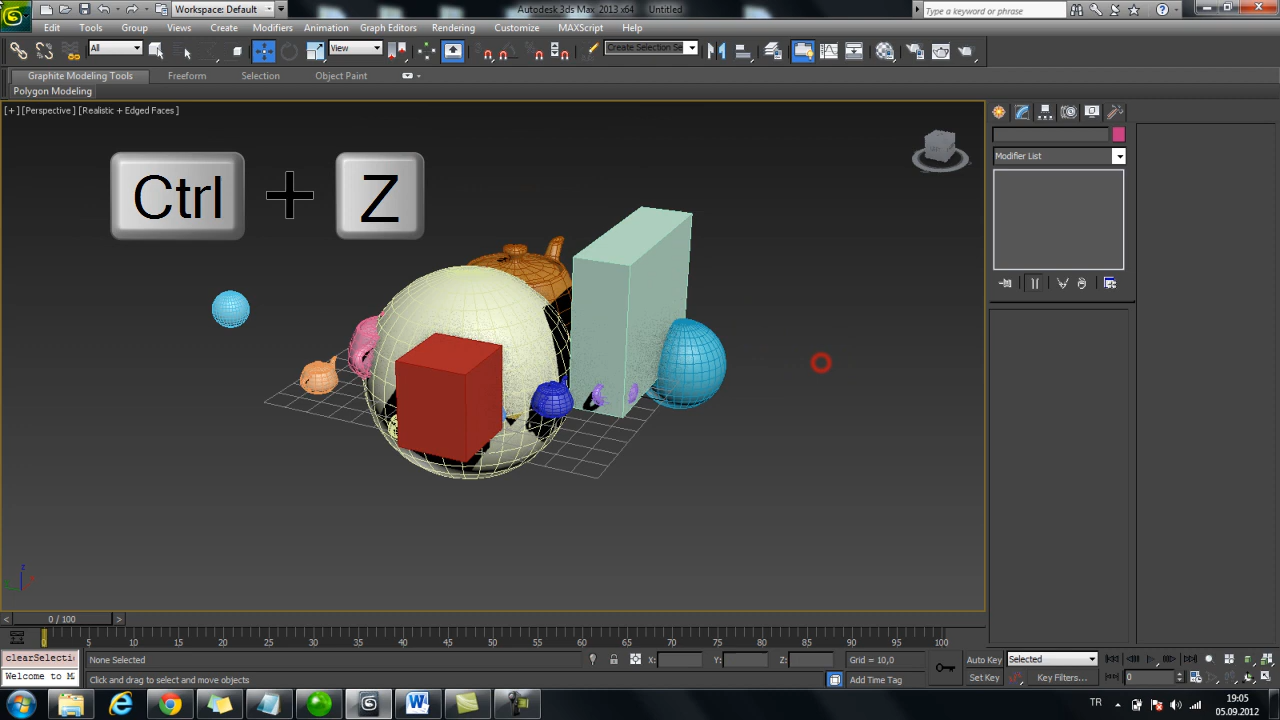 Workspace: Default
Autodesk 3ds Max 2013 x64
Untitled
Type a keyword or phrase
Edit Tools Group Views Create Modifiers Animation Graph Editors Rendering Customize MAXScript Help
All
View
Create Selection Se
Graphite Modeling Tools Freeform Selection Object Paint
Polygon Modeling
[+] [Perspective] [Realistic + Edged Faces]
Modifier List
Ctrl + Z
z
< 0 / 100 >
0 5 10 15 20 25 30 35 40 45 50 55 60 65 70 75 80 85 90 95 100
clearSelecti
None Selected
X: Y: Z:
Grid = 10,0
Auto Key
Selected
Welcome to M
Click and drag to select and move objects
Add Time Tag
Set Key
Key Filters...
0
TR
19:05
05.09.2012